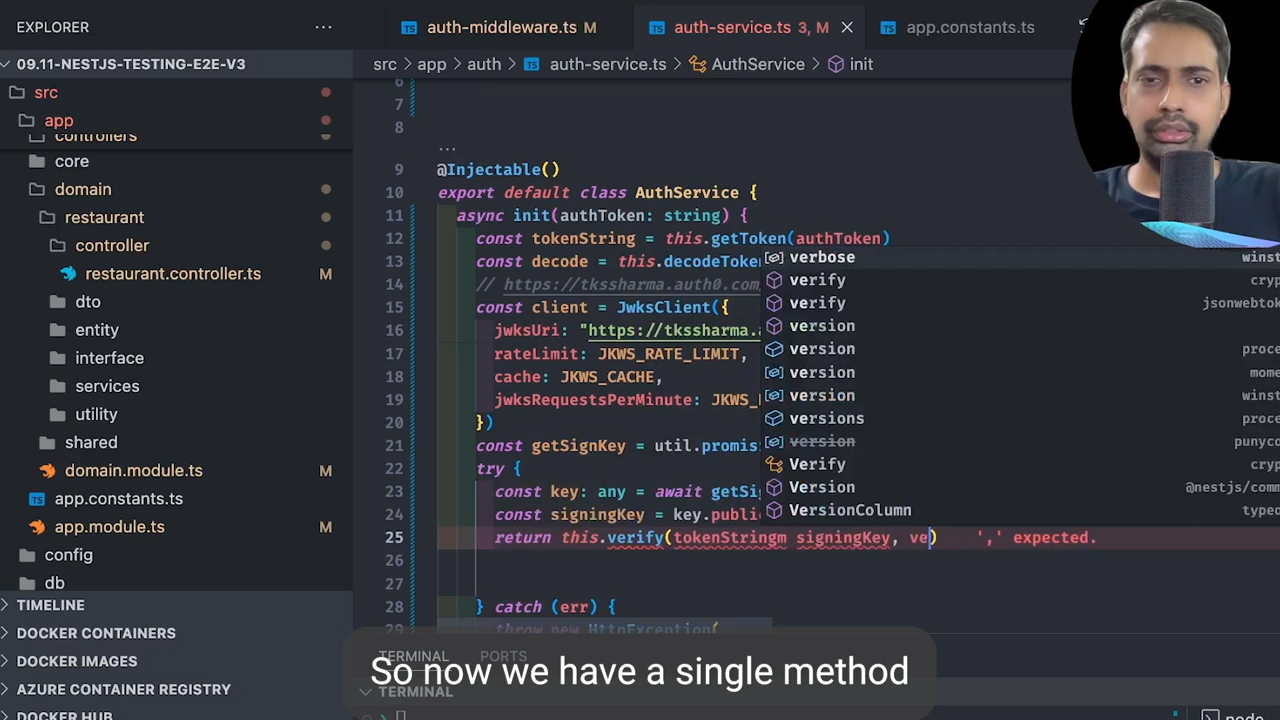 EXPLORER
...
09.11-NESTJS-TESTING-E2E-V3
src
app
controllers
core
domain
restaurant
controller
restaurant.controller.ts M
dto
entity
interface
services
utility
shared
domain.module.ts M
app.constants.ts
app.module.ts M
config
db
TIMELINE
DOCKER CONTAINERS
DOCKER IMAGES
AZURE CONTAINER REGISTRY
DOCKER HUB
auth-middleware.ts M
auth-service.ts 3, M
app.constants.ts
src > app > auth > auth-service.ts > AuthService > init
6
7
8
...
9 @Injectable()
10 export default class AuthService {
11 async init(authToken: string) {
12 const tokenString = this.getToken(authToken)
13 const decode = this.decodeToke
14 // https://tkssharma.auth0.com
15 const client = JwksClient({
16 jwksUri: "https://tkssharma.
17 rateLimit: JKWS_RATE_LIMIT,
18 cache: JKWS_CACHE,
19 jwksRequestsPerMinute: JKWS_
20 })
21 const getSignKey = util.promis
22 try {
23 const key: any = await getSi
24 const signingKey = key.publi
25 return this.verify(tokenStringm signingKey, ve) ',' expected.
26
27
28 } catch (err) {
29 throw new HttpException(
verbose winst
verify cryp
verify jsonwebtok
version
version proce
version mome
version winst
versions proce
version punyco
Verify cryp
Version @nestjs/comm
VersionColumn typeo
TERMINAL
PORTS
TERMINAL
node
So now we have a single method